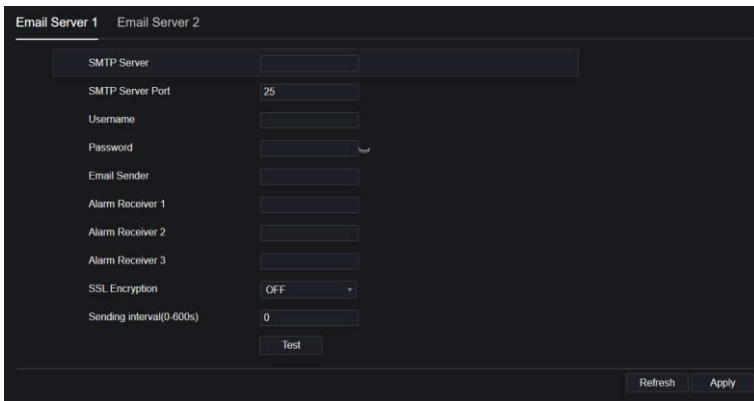 Email Server 1 Email Server 2
SMTP Server
SMTP Server Port 25
Username
Password
Email Sender
Alarm Receiver 1
Alarm Receiver 2
Alarm Receiver 3
SSL Encryption OFF
Sending interval(0-600s) 0
Test
Refresh Apply